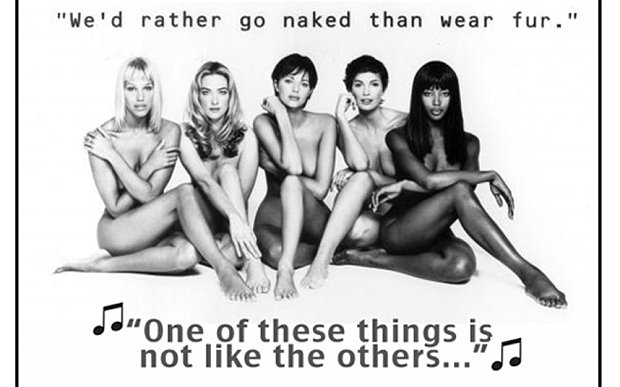 "We'd rather go naked than wear fur."
♫“One of these things is
not like the others...”♫